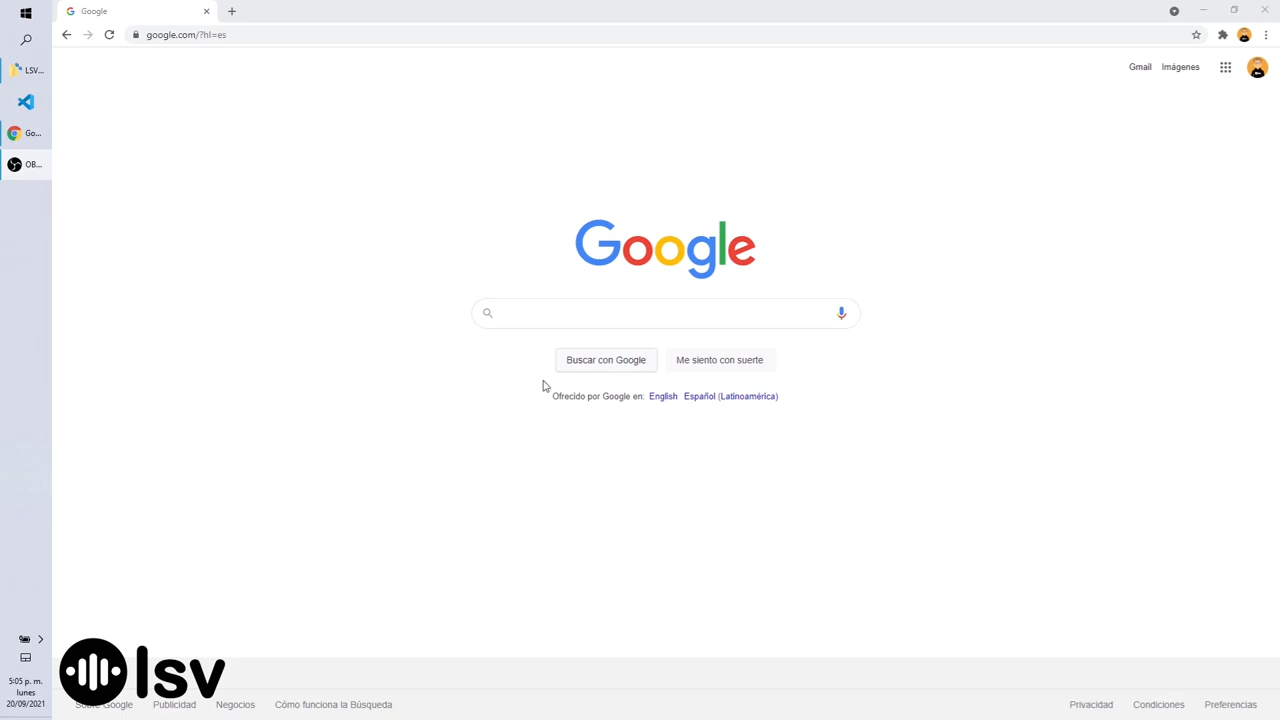 Google
google.com/?hl=es
LSV...
Go...
OB...
Gmail Imágenes
Google
Buscar con Google Me siento con suerte
Ofrecido por Google en: English Español (Latinoamérica)
lsv
5:05 p. m.
lunes
20/09/2021
Sobre Google Publicidad Negocios Cómo funciona la Búsqueda
Privacidad Condiciones Preferencias